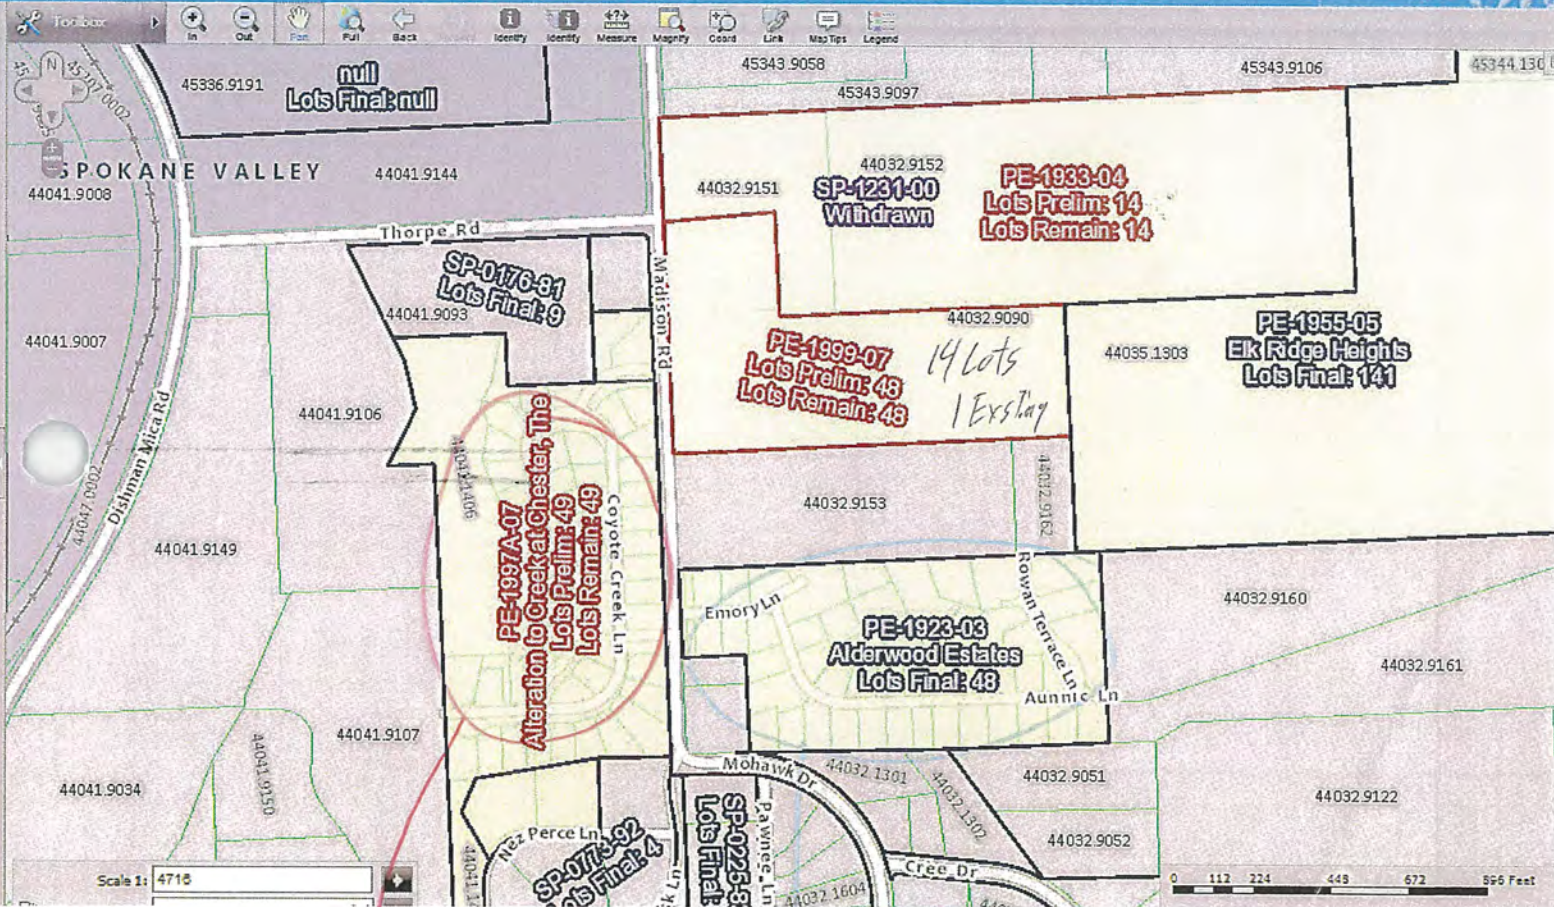 Toolbox
In
Out
Pan
Full
Back
Identify
Identify
Measure
Magnify
Coord
Link
MapTips
Legend
N
45336.9191
null
Lots Final: null
45343.9058
45343.9097
45343.9106
45344.130
SPOKANE VALLEY
44041.9008
44041.9144
44032.9151
44032.9152
SP-1231-00
Withdrawn
PE-1933-04
Lots Prelim: 14
Lots Remain: 14
Thorpe Rd
Madison Rd
SP-0176-81
Lots Final: 9
44041.9093
44041.9007
44032.9090
PE-1999-07
Lots Prelim: 48
Lots Remain: 48
14 Lots
1 Exsting
44035.1303
PE-1955-05
Elk Ridge Heights
Lots Final: 141
44041.9106
Dishman Mica Rd
44047.0002
44041.1406
PE-1997A-07
Alteration to Creek at Chester, The
Lots Prelim: 49
Lots Remain: 49
Coyote Creek Ln
44032.9153
44032.9162
44041.9149
Emory Ln
Rowan Terrace Ln
PE-1923-03
Alderwood Estates
Lots Final: 48
Aunnic Ln
44032.9160
44032.9161
44041.9107
44041.9150
44041.9034
Mohawk Dr
44032.1301
44032.1302
44032.9051
44032.9122
44032.9052
Nez Perce Ln
SP-0773-92
Lots Final: 4
Pawnee Ln
Cree Dr
44032.1604
Scale 1: 4716
0 112 224 448 672 896 Feet